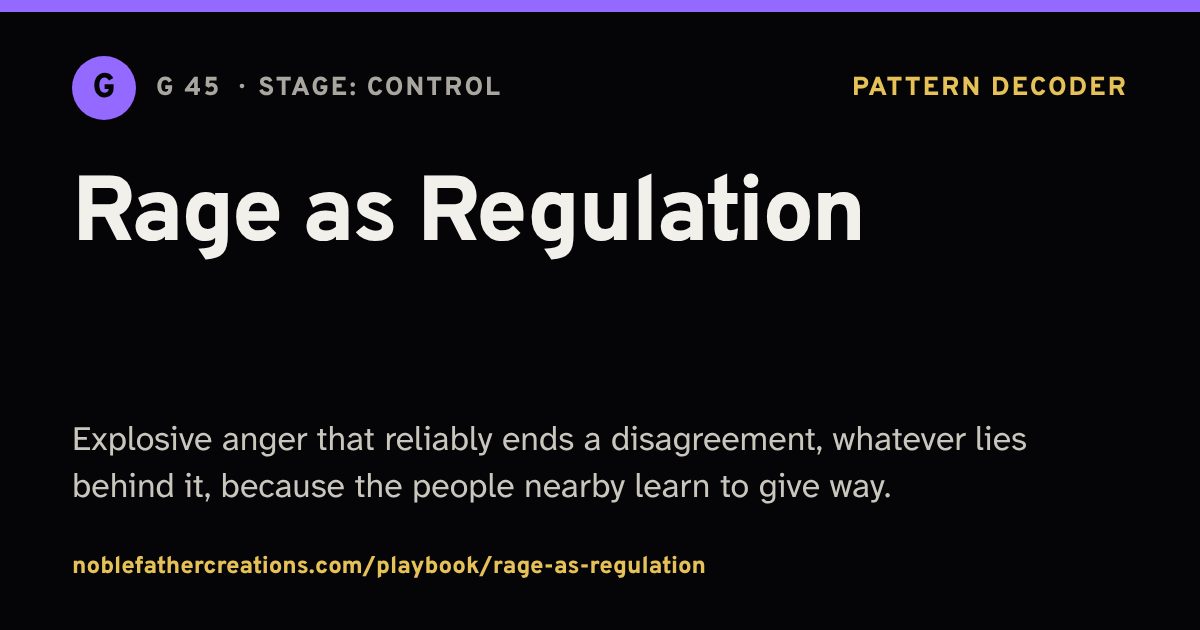 G
G 45 · STAGE: CONTROL
PATTERN DECODER
Rage as Regulation
Explosive anger that reliably ends a disagreement, whatever lies
behind it, because the people nearby learn to give way.
noblefathercreations.com/playbook/rage-as-regulation